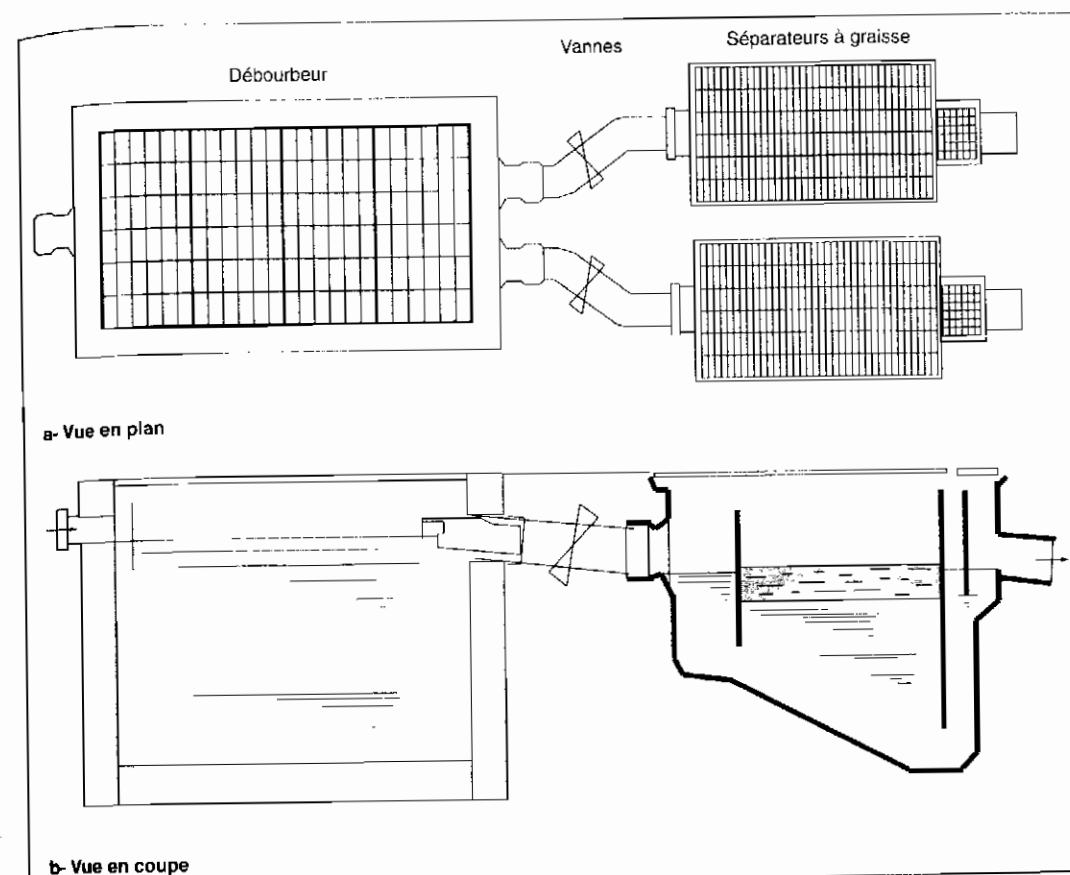 Débourbeur
Vannes
Séparateurs à graisse
a- Vue en plan
b- Vue en coupe